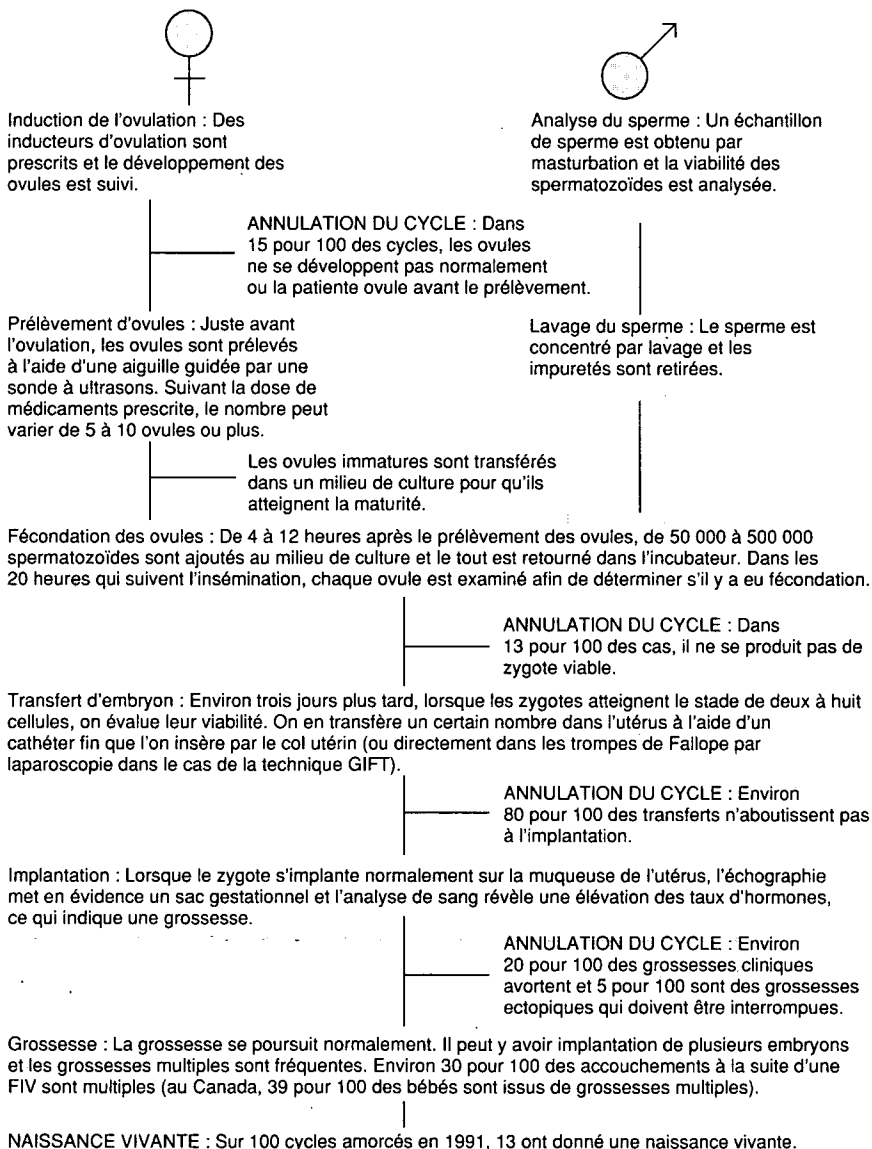 Induction de l'ovulation : Des
inducteurs d'ovulation sont
prescrits et le développement des
ovules est suivi.
Analyse du sperme : Un échantillon
de sperme est obtenu par
masturbation et la viabilité des
spermatozoïdes est analysée.
ANNULATION DU CYCLE : Dans
15 pour 100 des cycles, les ovules
ne se développent pas normalement
ou la patiente ovule avant le prélèvement.
Prélèvement d'ovules : Juste avant
l'ovulation, les ovules sont prélevés
à l'aide d'une aiguille guidée par une
sonde à ultrasons. Suivant la dose de
médicaments prescrite, le nombre peut
varier de 5 à 10 ovules ou plus.
Lavage du sperme : Le sperme est
concentré par lavage et les
impuretés sont retirées.
Les ovules immatures sont transférés
dans un milieu de culture pour qu'ils
atteignent la maturité.
Fécondation des ovules : De 4 à 12 heures après le prélèvement des ovules, de 50 000 à 500 000
spermatozoïdes sont ajoutés au milieu de culture et le tout est retourné dans l'incubateur. Dans les
20 heures qui suivent l'insémination, chaque ovule est examiné afin de déterminer s'il y a eu fécondation.
ANNULATION DU CYCLE : Dans
13 pour 100 des cas, il ne se produit pas de
zygote viable.
Transfert d'embryon : Environ trois jours plus tard, lorsque les zygotes atteignent le stade de deux à huit
cellules, on évalue leur viabilité. On en transfère un certain nombre dans l'utérus à l'aide d'un
cathéter fin que l'on insère par le col utérin (ou directement dans les trompes de Fallope par
laparoscopie dans le cas de la technique GIFT).
ANNULATION DU CYCLE : Environ
80 pour 100 des transferts n'aboutissent pas
à l'implantation.
Implantation : Lorsque le zygote s'implante normalement sur la muqueuse de l'utérus, l'échographie
met en évidence un sac gestationnel et l'analyse de sang révèle une élévation des taux d'hormones,
ce qui indique une grossesse.
ANNULATION DU CYCLE : Environ
20 pour 100 des grossesses cliniques
avortent et 5 pour 100 sont des grossesses
ectopiques qui doivent être interrompues.
Grossesse : La grossesse se poursuit normalement. Il peut y avoir implantation de plusieurs embryons
et les grossesses multiples sont fréquentes. Environ 30 pour 100 des accouchements à la suite d'une
FIV sont multiples (au Canada, 39 pour 100 des bébés sont issus de grossesses multiples).
NAISSANCE VIVANTE : Sur 100 cycles amorcés en 1991, 13 ont donné une naissance vivante.